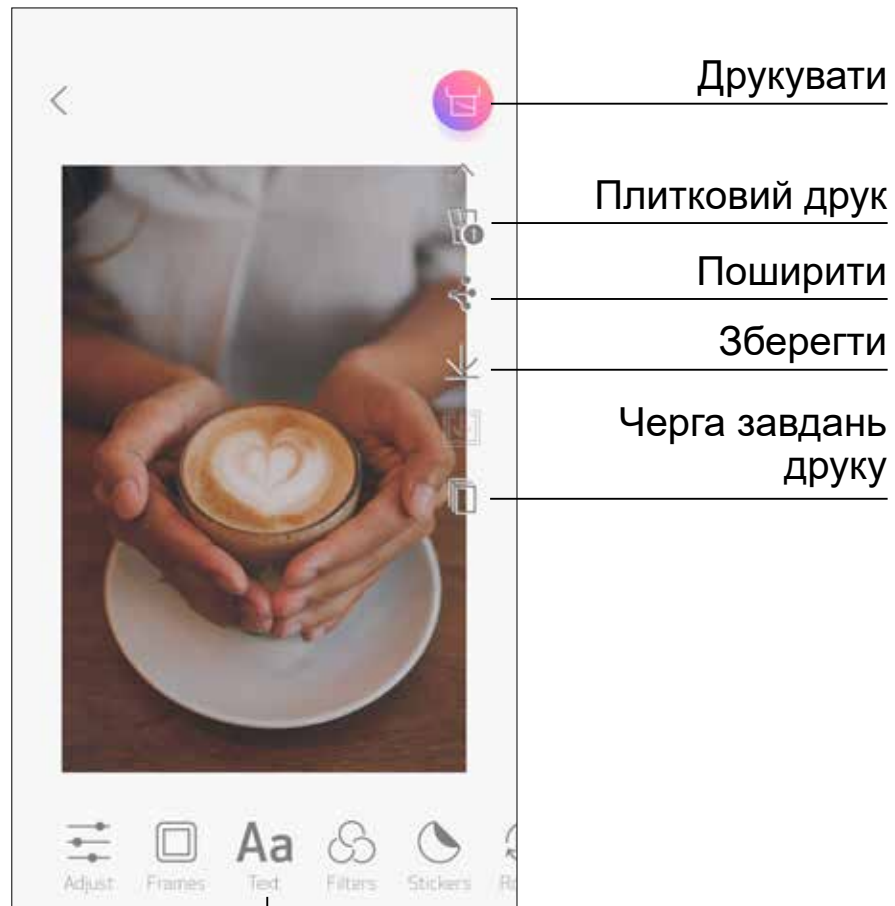 Друкувати
Плитковий друк
Поширити
Зберегти
Черга завдань
друку
Aa
Adjust
Frames
Text
Filters
Stickers